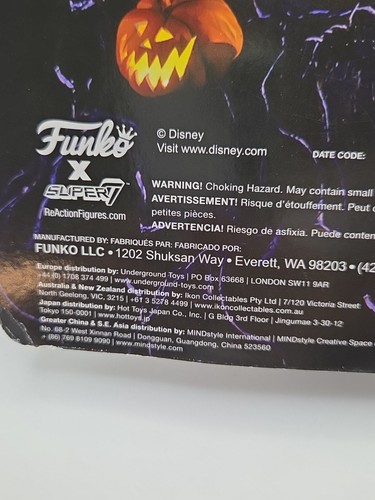 Funko
© Disney
Visit www.disney.com
DATE CODE:
X
SUPER7
ReActionFigures.com
WARNING! Choking Hazard. May contain small
AVERTISSEMENT! Risque d'étouffement. Peut
petites pièces.
ADVERTENCIA! Riesgo de asfixia. Puede conten
MANUFACTURED BY: FABRIQUÉS PAR: FABRICADO POR:
FUNKO LLC • 1202 Shuksan Way • Everett, WA 98203 • (42
Europe distribution by: Underground Toys | PO Box 63668 | LONDON SW11 9AR
+44 (0) 1708 374 499 | www.underground-toys.com
Australia & New Zealand distribution by: Ikon Collectables Pty Ltd | 7/120 Victoria Street
North Geelong, VIC, 3215 | +61 3 5278 4499 | www.ikoncollectables.com.au
Japan distribution by: Hot Toys Japan Co., Inc. | G Bldg 3rd Floor | Jingumae 3-30-12
Tokyo 150-0001 | www.hottoys.jp
Greater China & S.E. Asia distribution by: MINDstyle International | MINDstyle Creative Space
No. 68-2 West Xinnan Road | Dongguan, Guangdong, China 523560
+ (86) 769 8109 9090 | www.mindstyle.com